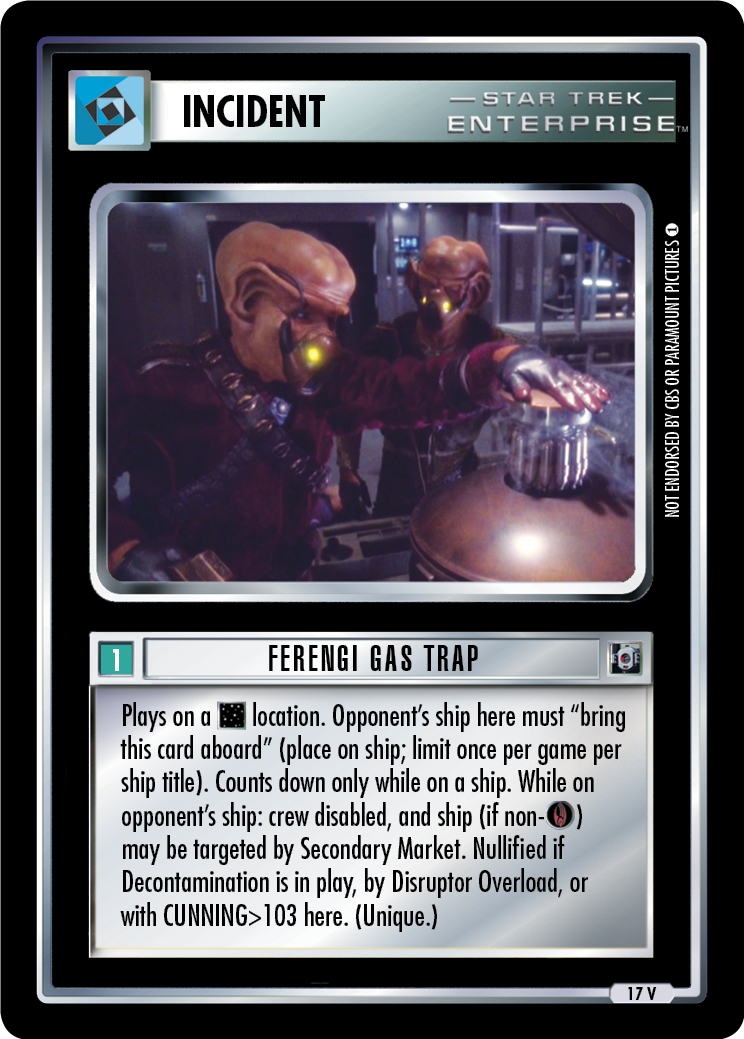 INCIDENT
— STAR TREK —
ENTERPRISE™
NOT ENDORSED BY CBS OR PARAMOUNT PICTURES 1
1 FERENGI GAS TRAP
Plays on a location. Opponent’s ship here must “bring
this card aboard” (place on ship; limit once per game per
ship title). Counts down only while on a ship. While on
opponent’s ship: crew disabled, and ship (if non- )
may be targeted by Secondary Market. Nullified if
Decontamination is in play, by Disruptor Overload, or
with CUNNING>103 here. (Unique.)
17 V